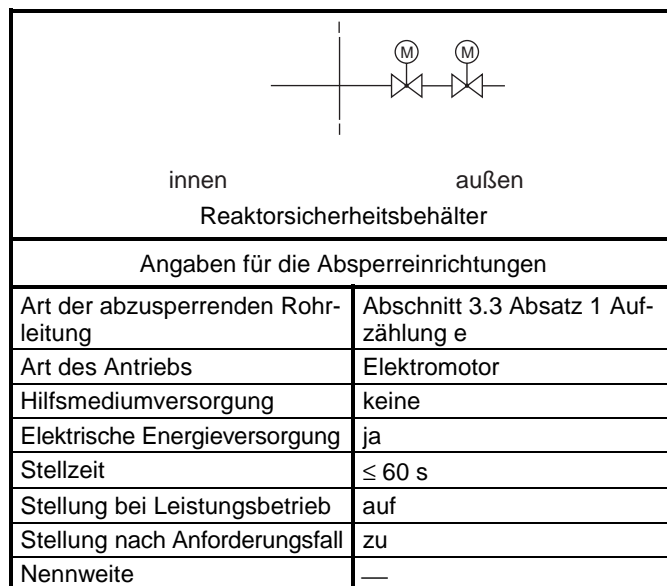 M M
innen außen
Reaktorsicherheitsbehälter
Angaben für die Absperreinrichtungen
Art der abzusperrenden Rohr- Abschnitt 3.3 Absatz 1 Auf-
leitung zählung e
Art des Antriebs Elektromotor
Hilfsmediumversorgung keine
Elektrische Energieversorgung ja
Stellzeit ≤ 60 s
Stellung bei Leistungsbetrieb auf
Stellung nach Anforderungsfall zu
Nennweite —